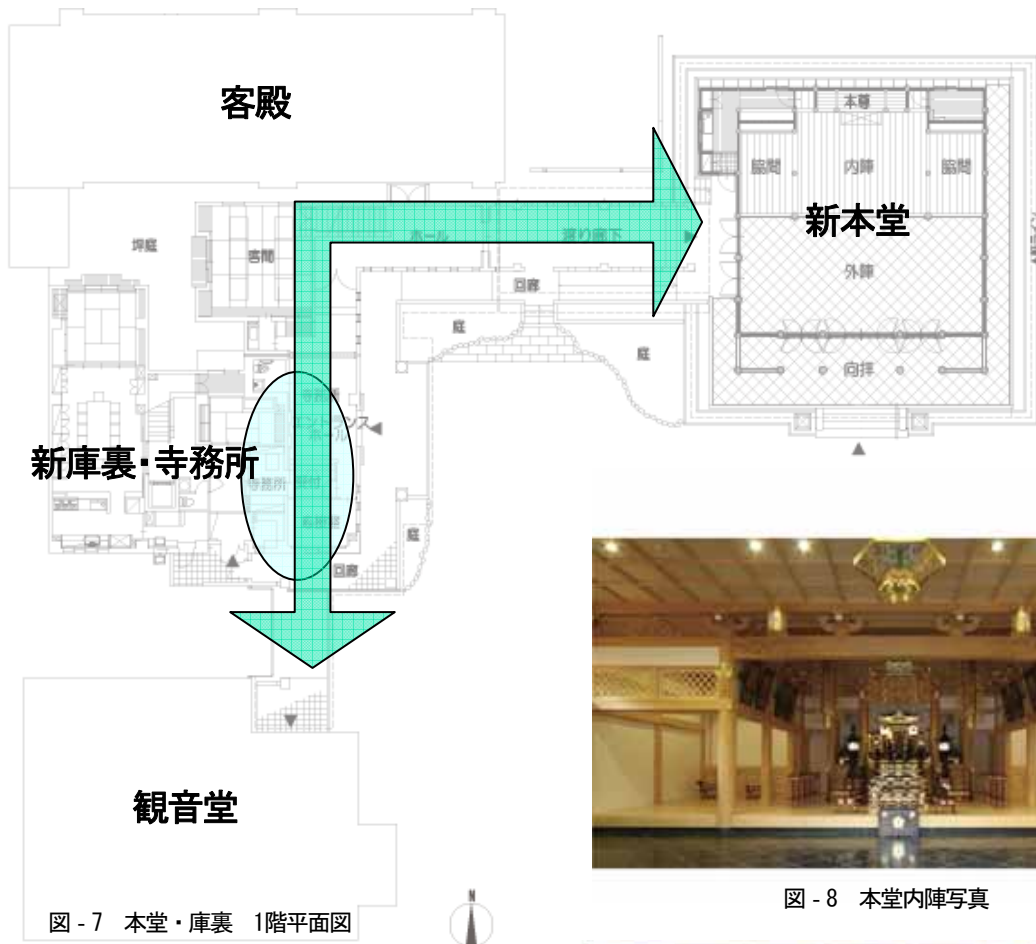 客殿
本尊
脇間
内陣
脇間
新本堂
坪庭
客間
ホール
渡り廊下
外陣
回廊
庭
庭
向拝
エントランス
ホール
新庫裏・寺務所
寺務所
受付
庭
回廊
観音堂
図-7 本堂・庫裏 1階平面図
N
図-8 本堂内陣写真